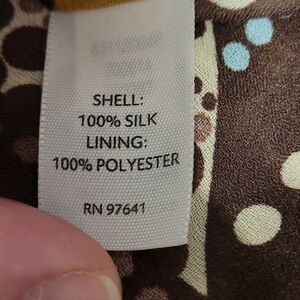 SHELL:
100% SILK
LINING:
100% POLYESTER
RN 97641